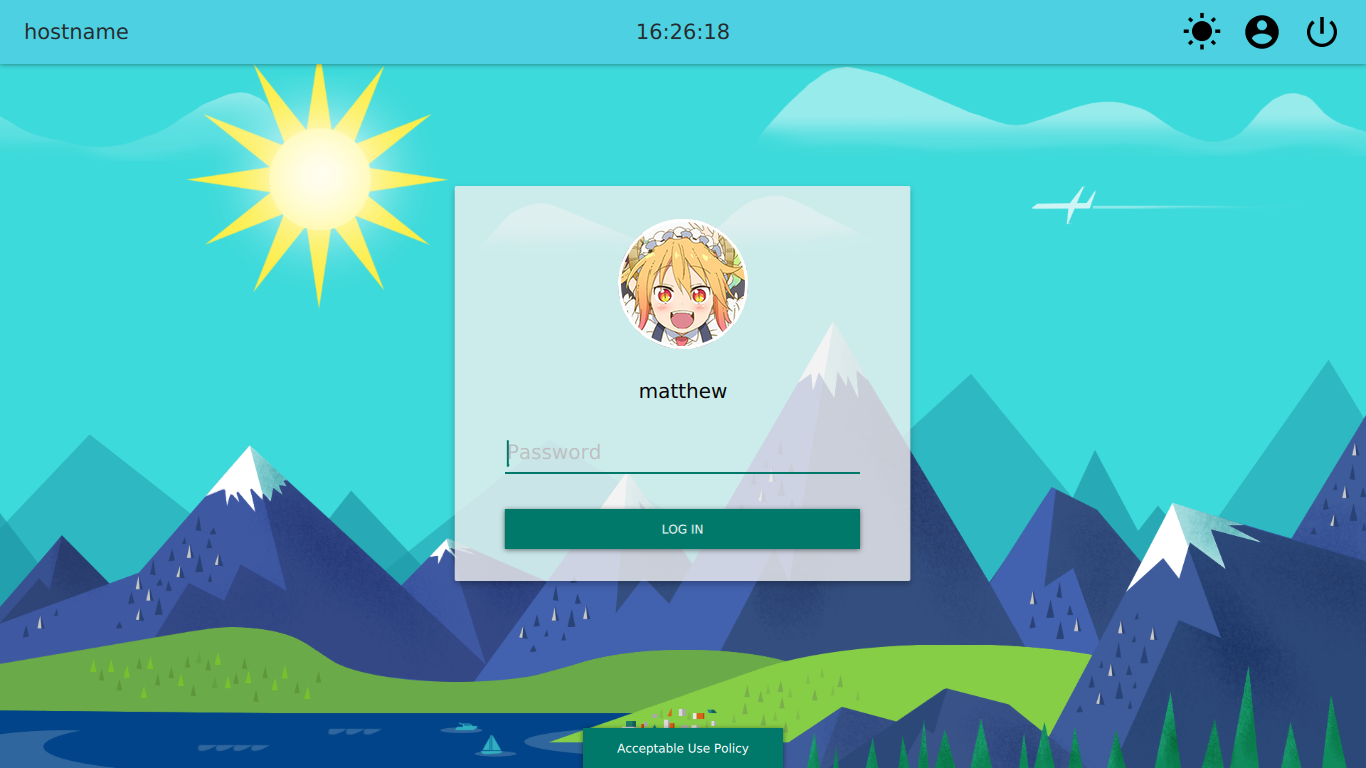 hostname
16:26:18
matthew
Password
LOG IN
Acceptable Use Policy